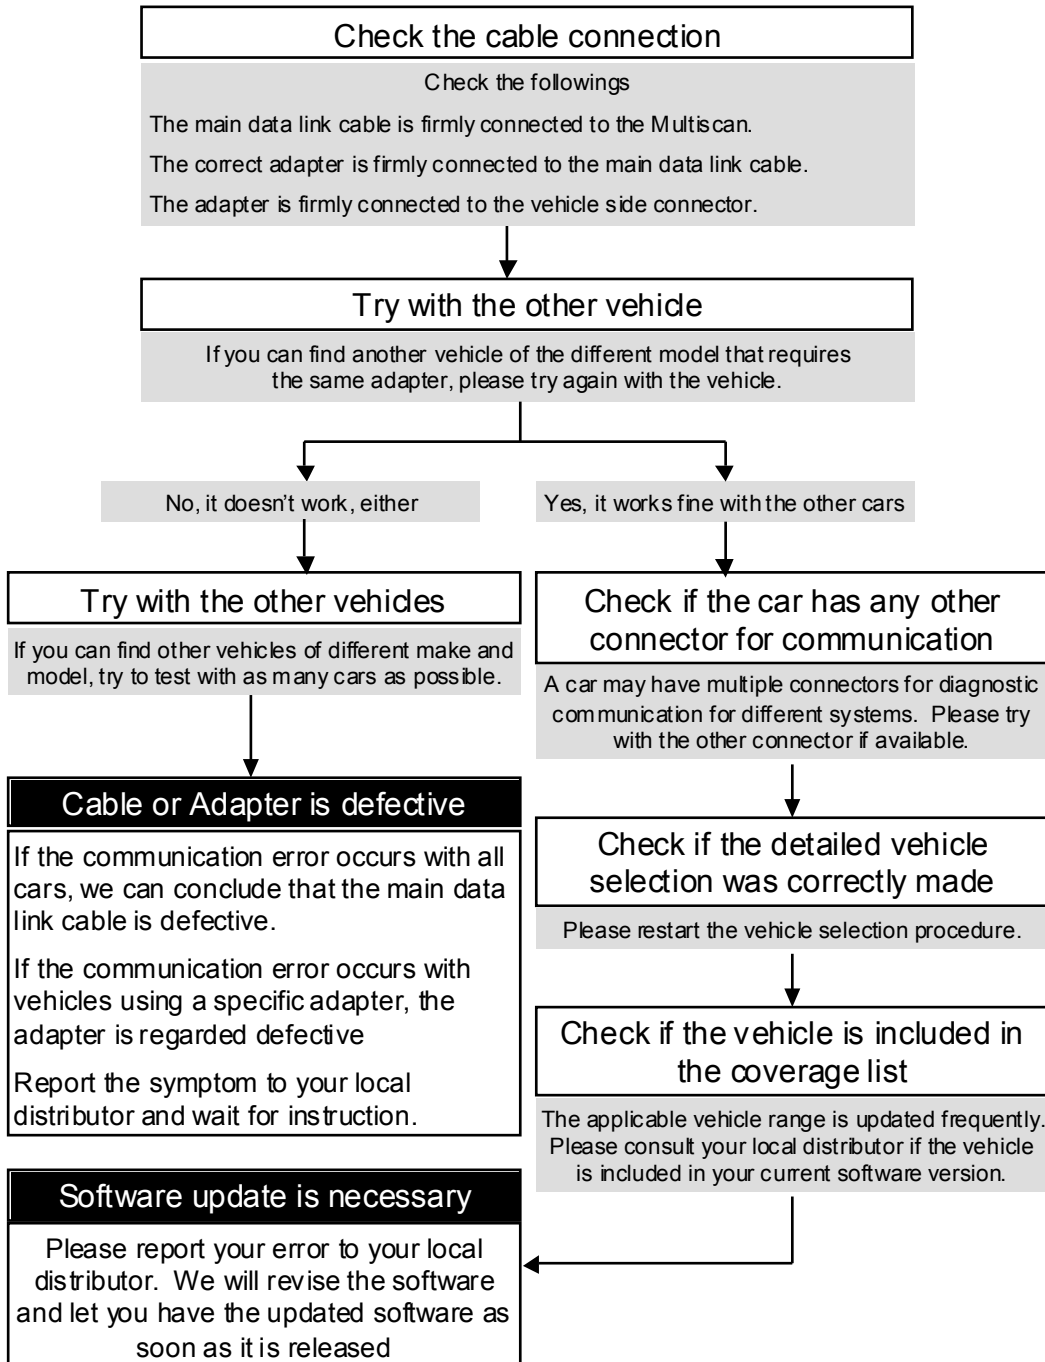 Check the cable connection
Check the followings
The main data link cable is firmly connected to the Multiscan.
The correct adapter is firmly connected to the main data link cable.
The adapter is firmly connected to the vehicle side connector.
Try with the other vehicle
If you can find another vehicle of the different model that requires
the same adapter, please try again with the vehicle.
No, it doesn't work, either
Yes, it works fine with the other cars
Try with the other vehicles
If you can find other vehicles of different make and
model, try to test with as many cars as possible.
Check if the car has any other
connector for communication
A car may have multiple connectors for diagnostic
communication for different systems. Please try
with the other connector if available.
Cable or Adapter is defective
If the communication error occurs with all
cars, we can conclude that the main data
link cable is defective.
If the communication error occurs with
vehicles using a specific adapter, the
adapter is regarded defective
Report the symptom to your local
distributor and wait for instruction.
Check if the detailed vehicle
selection was correctly made
Please restart the vehicle selection procedure.
Check if the vehicle is included in
the coverage list
The applicable vehicle range is updated frequently.
Please consult your local distributor if the vehicle
is included in your current software version.
Software update is necessary
Please report your error to your local
distributor. We will revise the software
and let you have the updated software as
soon as it is released